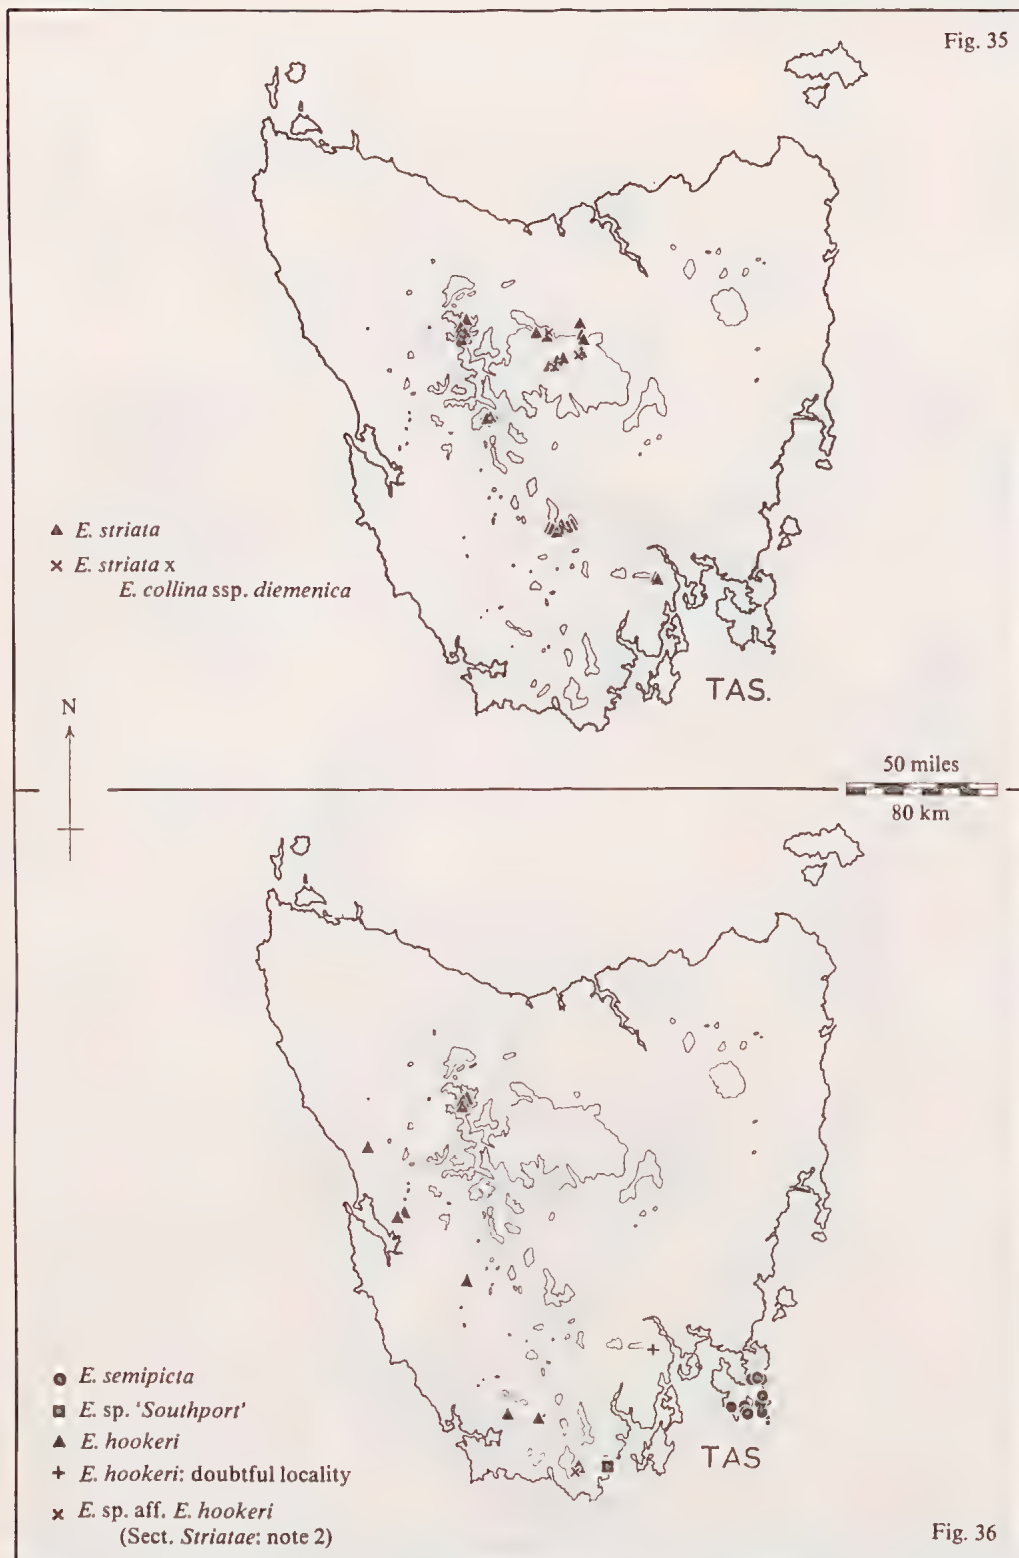 Fig. 35
▲ E. striata
× E. striata x
E. collina ssp. diemenica
TAS.
N
50 miles
80 km
E. semipicta
E. sp. 'Southport'
▲ E. hookeri
+ E. hookeri: doubtful locality
× E. sp. aff. E. hookeri
(Sect. Striatae: note 2)
TAS
Fig. 36